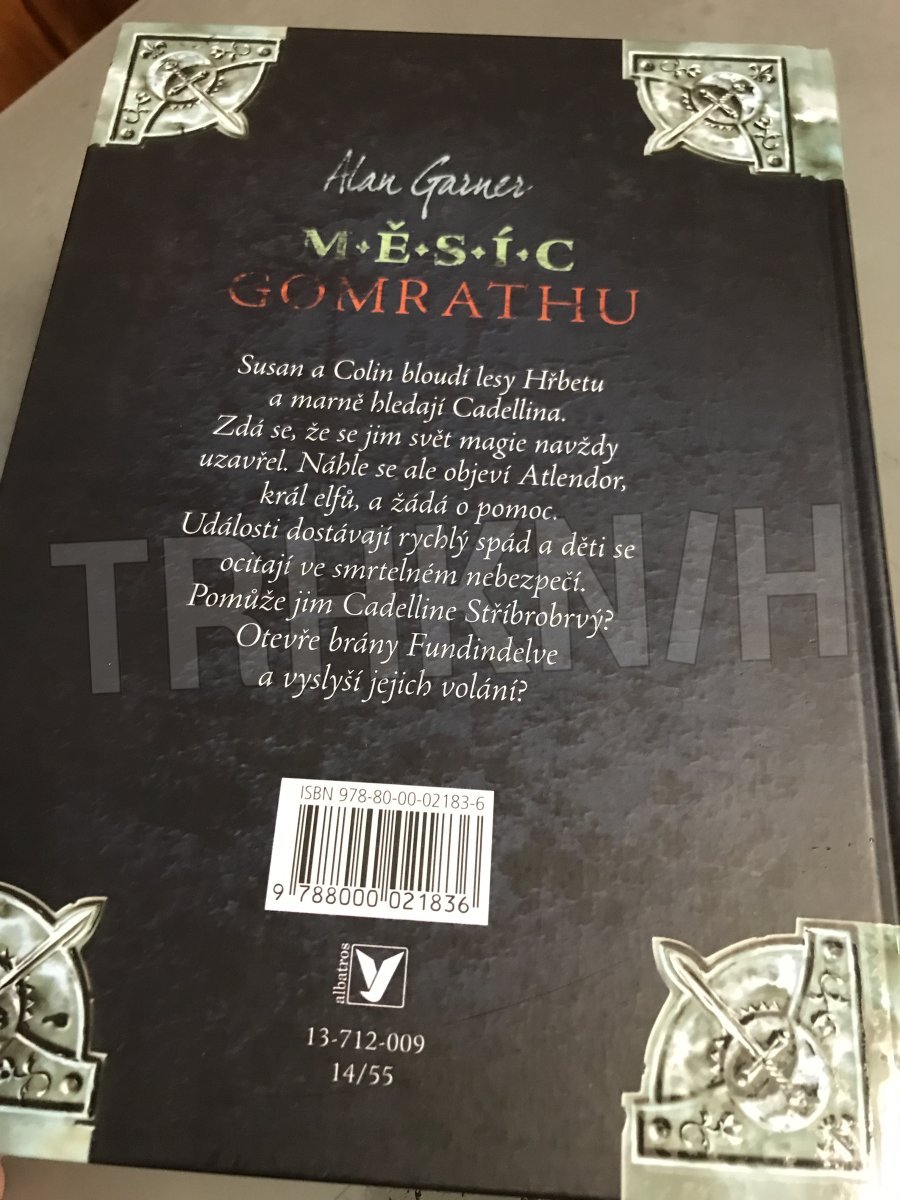 Alan Garner
M·Ě·S·Í·C
GOMRATHU
Susan a Colin bloudí lesy Hřbetu
a marně hledají Cadellina.
Zdá se, že se jim svět magie navždy
uzavřel. Náhle se ale objeví Atlendor,
král elfů, a žádá o pomoc.
Události dostávají rychlý spád a děti se
ocitají ve smrtelném nebezpečí.
Pomůže jim Cadelline Stříbrobrvý?
Otevře brány Fundindelve
a vyslyší jejich volání?
TRHKNIH
ISBN 978-80-00-02183-6
9 788000 021836
albatros
13-712-009
14/55